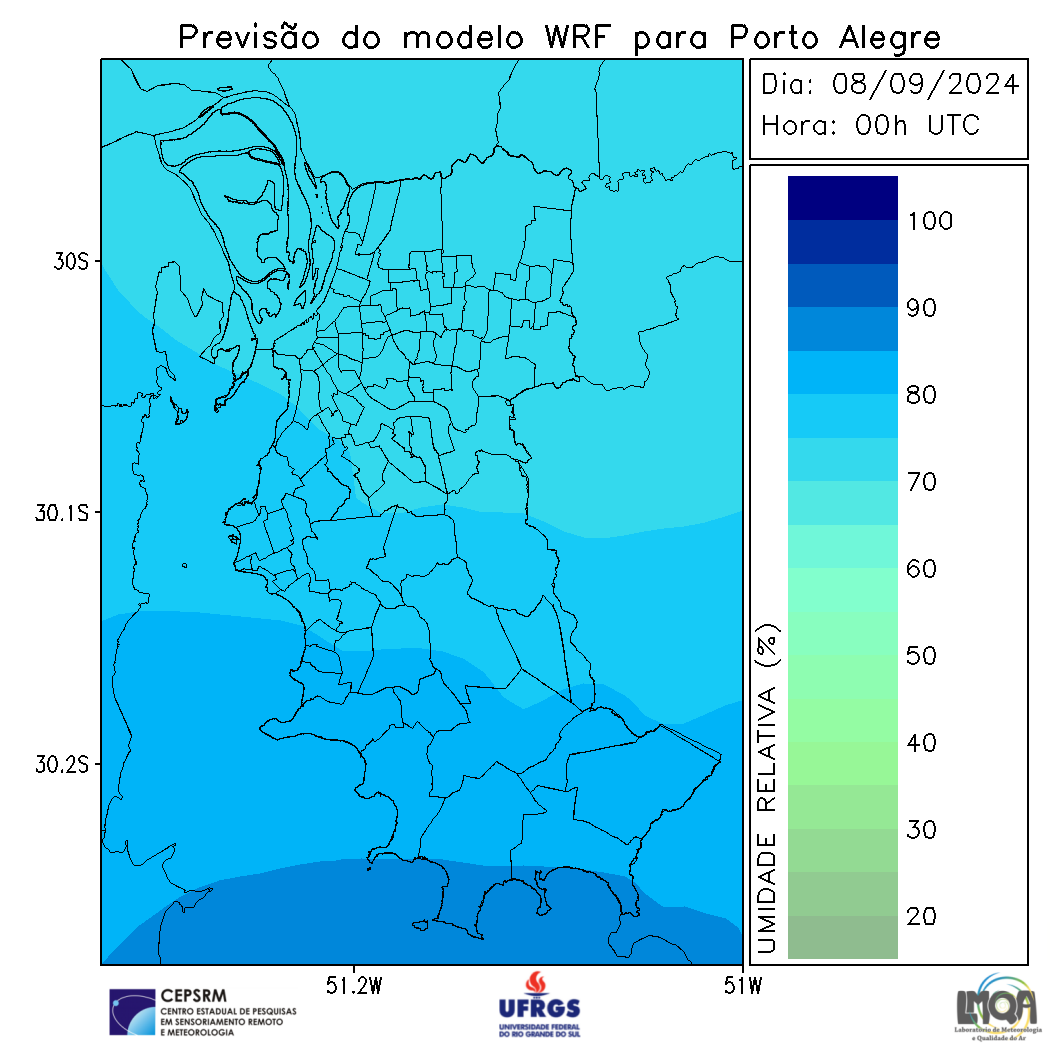 Previsão do modelo WRF para Porto Alegre
Dia: 08/09/2024
Hora: 00h UTC
30S
30.1S
30.2S
51.2W
51W
100
90
80
70
60
50
40
30
20
UMIDADE RELATIVA (%)
CEPSRM
CENTRO ESTADUAL DE PESQUISAS
EM SENSORIAMENTO REMOTO
E METEOROLOGIA
UFRGS
UNIVERSIDADE FEDERAL
DO RIO GRANDE DO SUL
LMQA
Laboratório de Meteorologia
e Qualidade do Ar